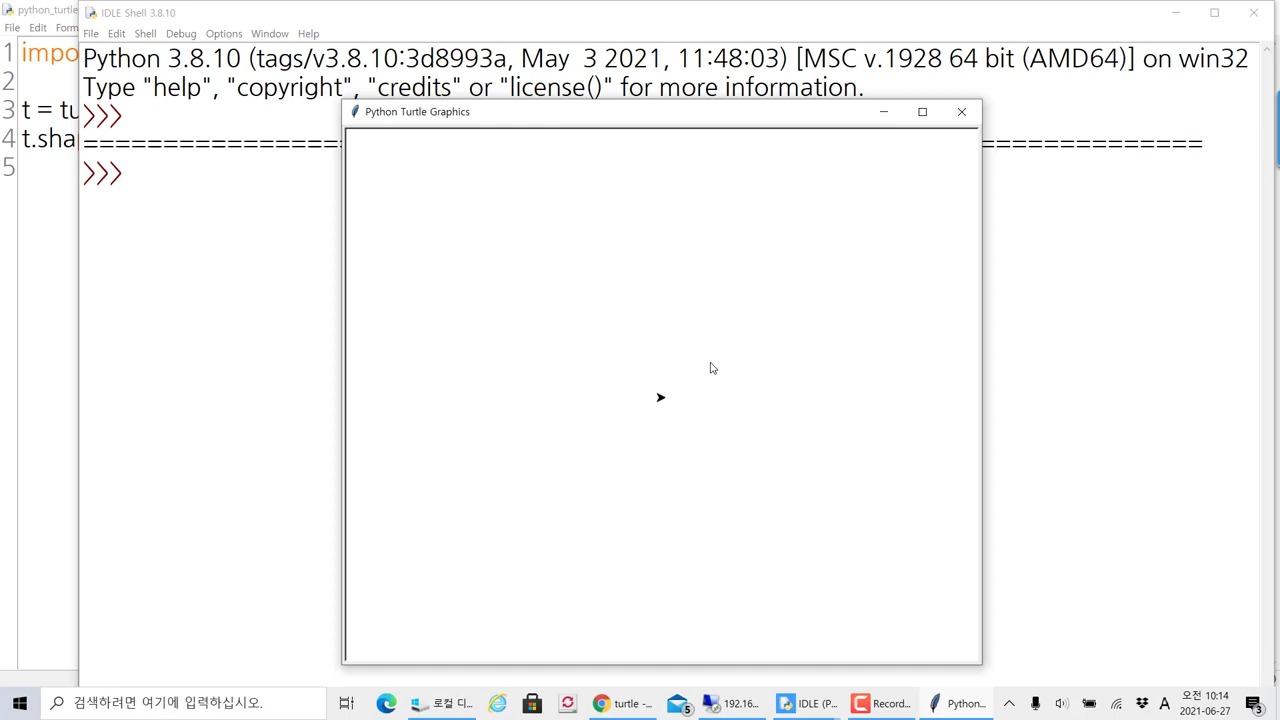 python_turtle
File Edit Form
1 impo
2
3 t = tu
4 t.sha
5
IDLE Shell 3.8.10
File Edit Shell Debug Options Window Help
Python 3.8.10 (tags/v3.8.10:3d8993a, May 3 2021, 11:48:03) [MSC v.1928 64 bit (AMD64)] on win32
Type "help", "copyright", "credits" or "license()" for more information.
>>>
>>>
Python Turtle Graphics
검색하려면 여기에 입력하십시오.
로컬 디...
turtle -...
5
192.16...
IDLE: P...
Record...
Python...
A
오전 10:14
2021-06-27
3